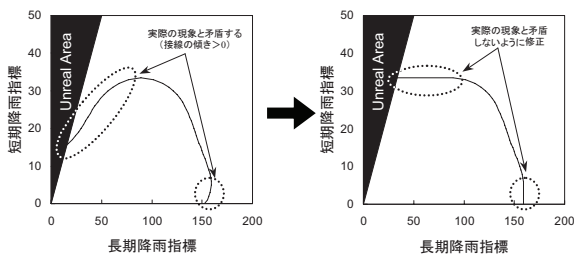 50
40
30
20
10
0
短期降雨指標
Unreal Area
実際の現象と矛盾する
(接線の傾き>0)
0 50 100 150 200
長期降雨指標
50
40
30
20
10
0
短期降雨指標
Unreal Area
実際の現象と矛盾
しないように修正
0 50 100 150 200
長期降雨指標